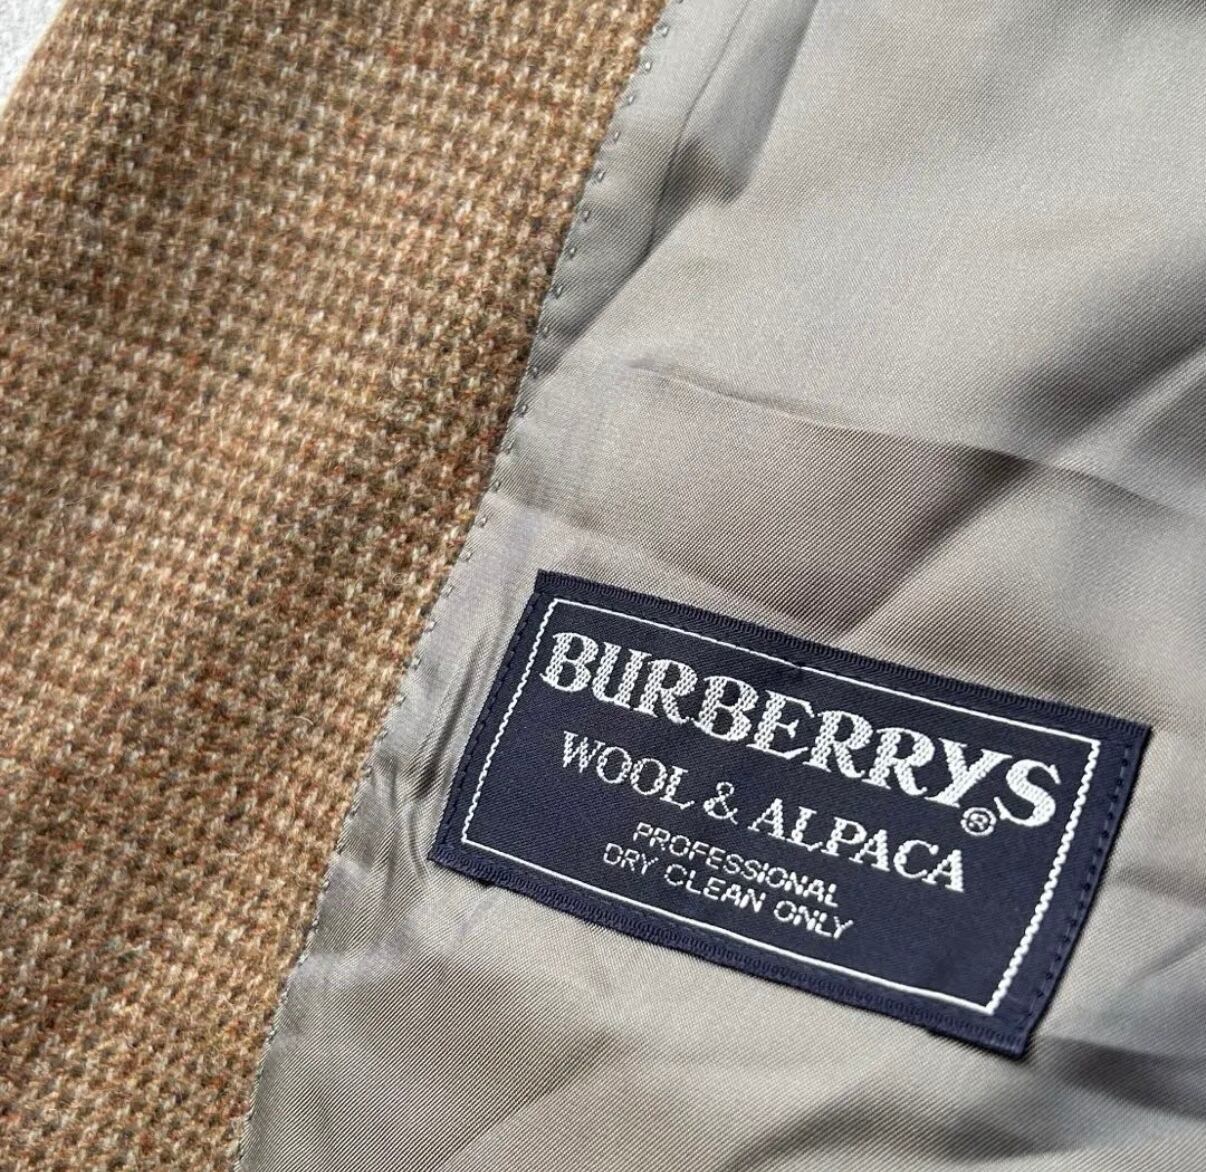 BURBERRYS®
WOOL & ALPACA
PROFESSIONAL
DRY CLEAN ONLY